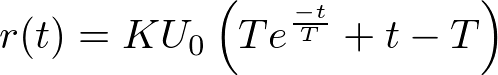 r(t) = KU_0 \left( Te^{\frac{-t}{T}} + t - T \right)